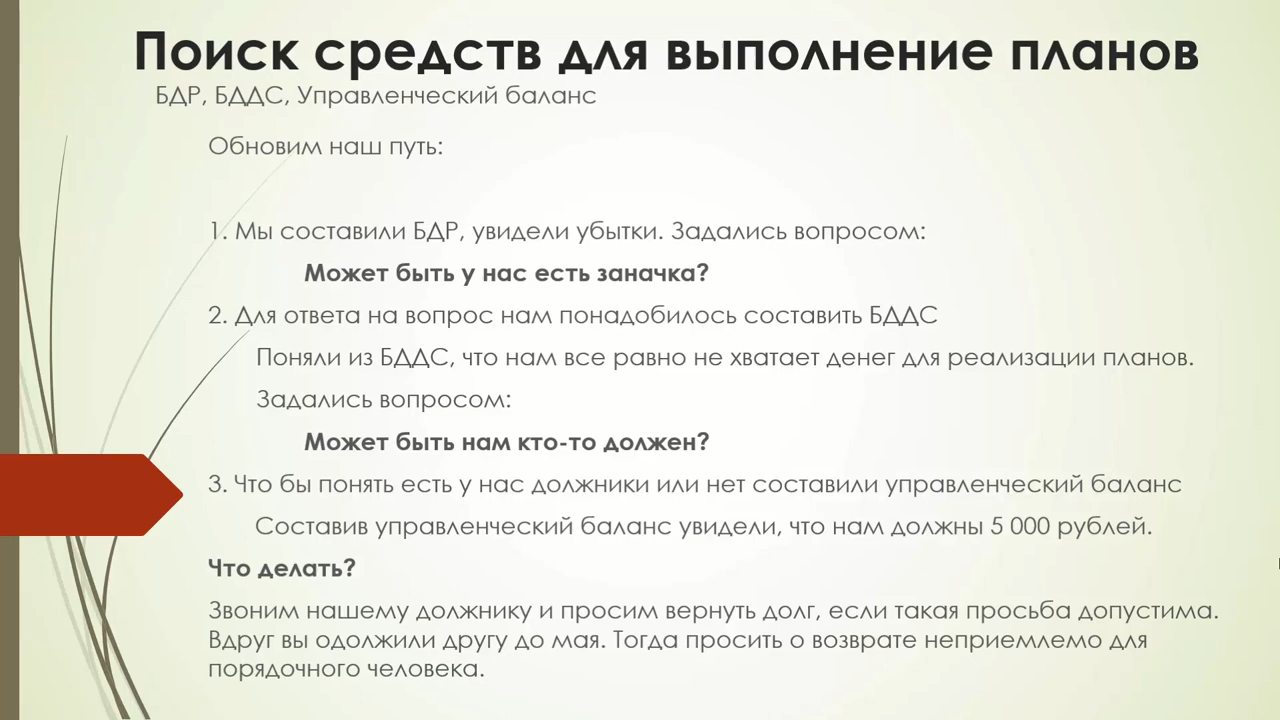 Поиск средств для выполнение планов
БДР, БДДС, Управленческий баланс
Обновим наш путь:
1. Мы составили БДР, увидели убытки. Задались вопросом:
Может быть у нас есть заначка?
2. Для ответа на вопрос нам понадобилось составить БДДС
Поняли из БДДС, что нам все равно не хватает денег для реализации планов.
Задались вопросом:
Может быть нам кто-то должен?
3. Что бы понять есть у нас должники или нет составили управленческий баланс
Составив управленческий баланс увидели, что нам должны 5 000 рублей.
Что делать?
Звоним нашему должнику и просим вернуть долг, если такая просьба допустима.
Вдруг вы одолжили другу до мая. Тогда просить о возврате неприемлемо для
порядочного человека.